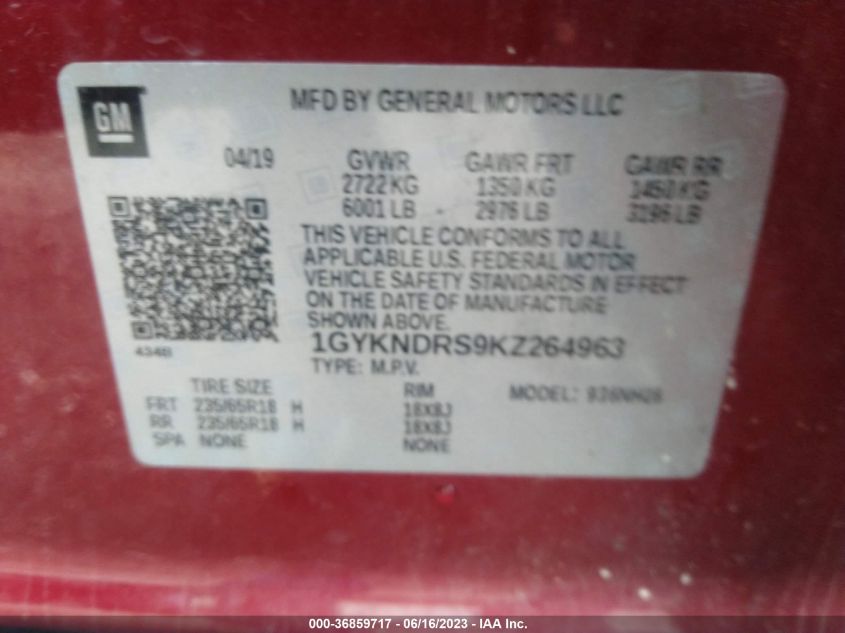 GM
MFD BY GENERAL MOTORS LLC
04/19 GVWR GAWR FRT GAWR RR
2722 KG 1350 KG 1450 KG
6001 LB 2976 LB 3196 LB
THIS VEHICLE CONFORMS TO ALL
APPLICABLE U.S. FEDERAL MOTOR
VEHICLE SAFETY STANDARDS IN EFFECT
ON THE DATE OF MANUFACTURE
SHOWN ABOVE.
1GYKNDRS9KZ264963
TYPE: M.P.V.
TIRE SIZE RIM MODEL:
FRT 235/65R18 H 18X8J
RR 235/65R18 H 18X8J
SPA NONE NONE
000-36859717 - 06/16/2023 - IAA Inc.